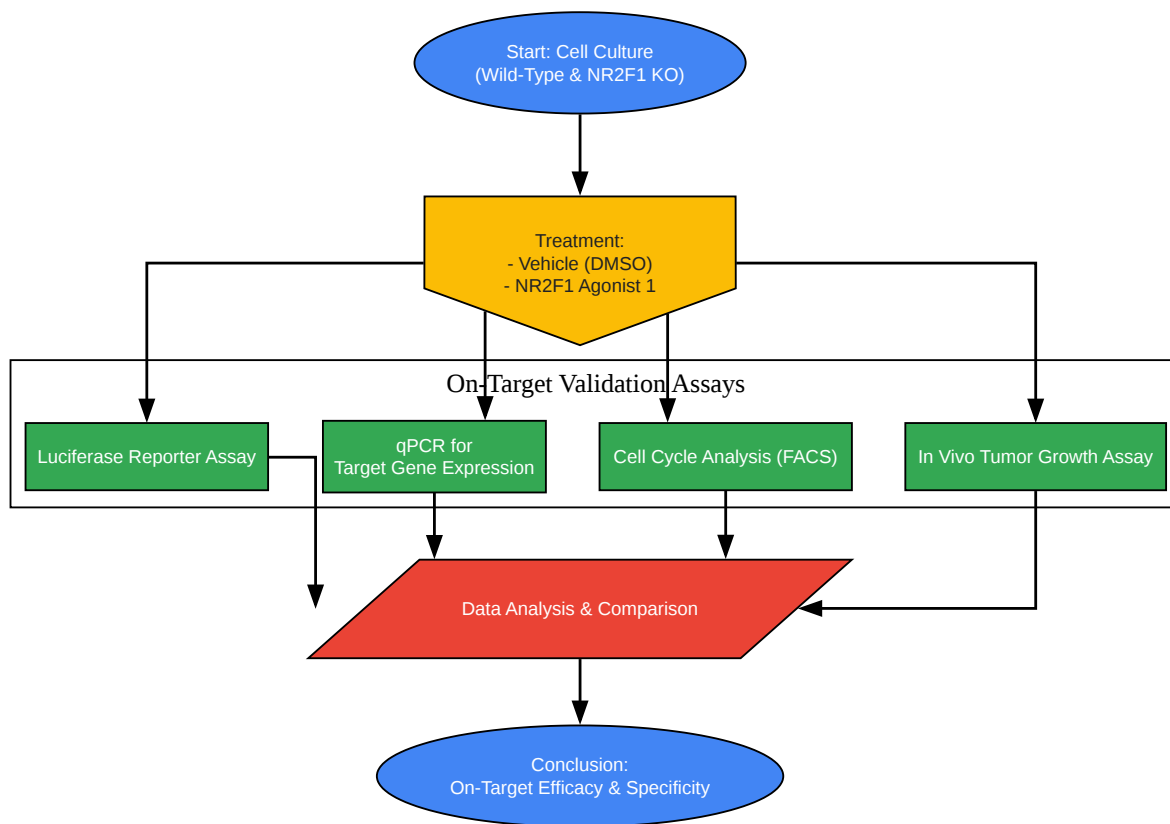 Start: Cell Culture
(Wild-Type & NR2F1 KO)
Treatment:
- Vehicle (DMSO)
- NR2F1 Agonist 1
On-Target Validation Assays
Luciferase Reporter Assay
qPCR for
Target Gene Expression
Cell Cycle Analysis (FACS)
In Vivo Tumor Growth Assay
Data Analysis & Comparison
Conclusion:
On-Target Efficacy & Specificity